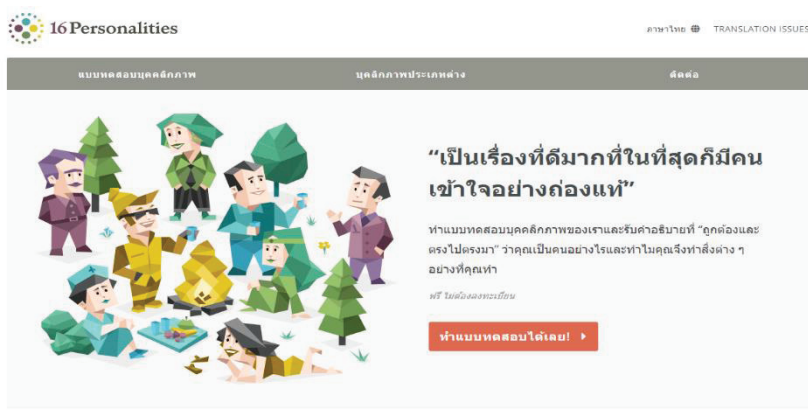 16Personalities
ภาษาไทย TRANSLATION ISSUES
แบบทดสอบบุคคลิกภาพ บุคลิกภาพประเภทต่าง ติดต่อ
“เป็นเรื่องที่ดีมากที่ในที่สุดก็มีคน
เข้าใจอย่างถ่องแท้”
ทำแบบทดสอบบุคคลิกภาพของเราและรับคำอธิบายที่ “ถูกต้องและ
ตรงไปตรงมา” ว่าคุณเป็นคนอย่างไรและทำไมคุณจึงทำสิ่งต่าง ๆ
อย่างที่คุณทำ
ฟรี ไม่ต้องลงทะเบียน
ทำแบบทดสอบได้เลย!